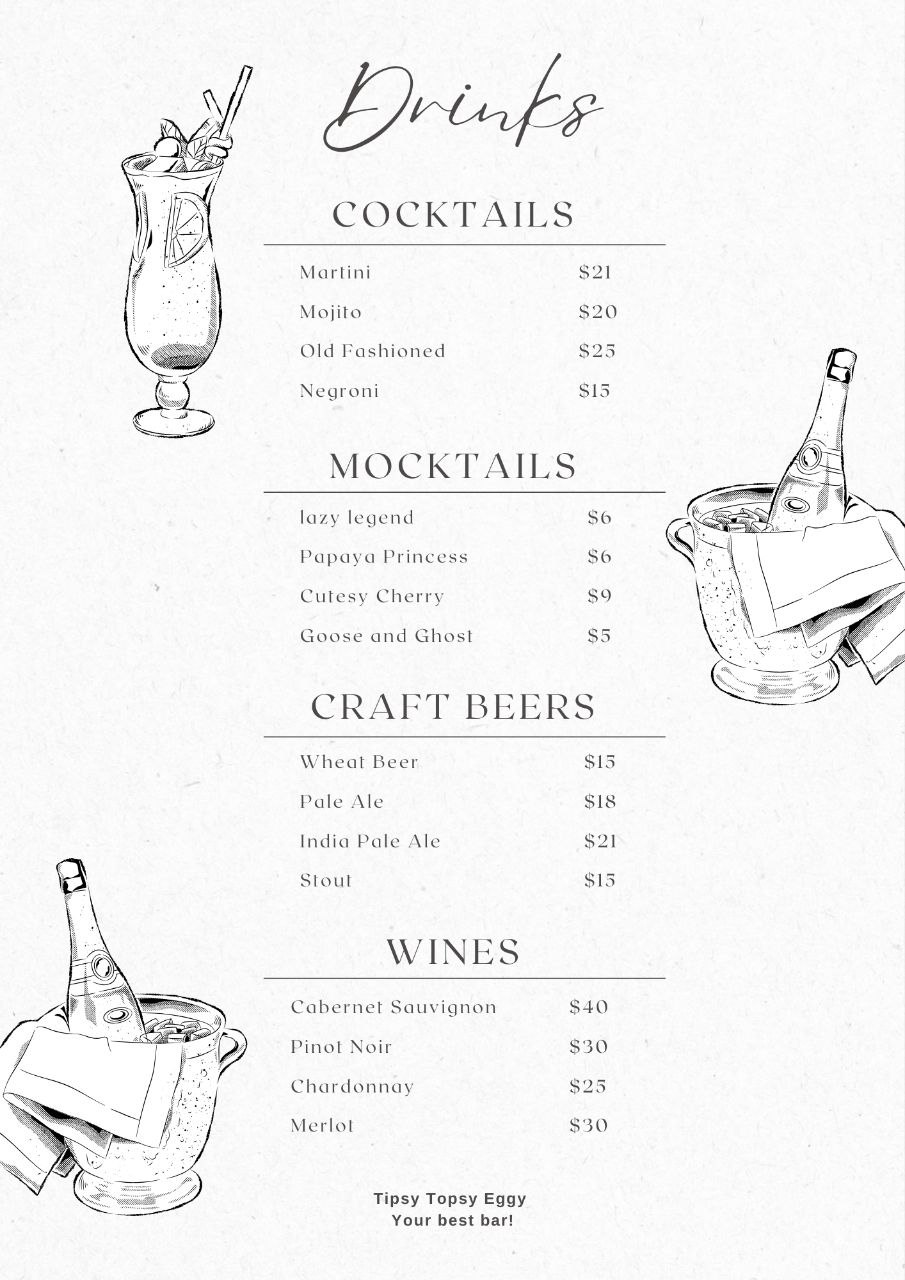 Drinks
COCKTAILS
Martini $21
Mojito $20
Old Fashioned $25
Negroni $15
MOCKTAILS
lazy legend $6
Papaya Princess $6
Cutesy Cherry $9
Goose and Ghost $5
CRAFT BEERS
Wheat Beer $15
Pale Ale $18
India Pale Ale $21
Stout $15
WINES
Cabernet Sauvignon $40
Pinot Noir $30
Chardonnay $25
Merlot $30
Tipsy Topsy Eggy
Your best bar!